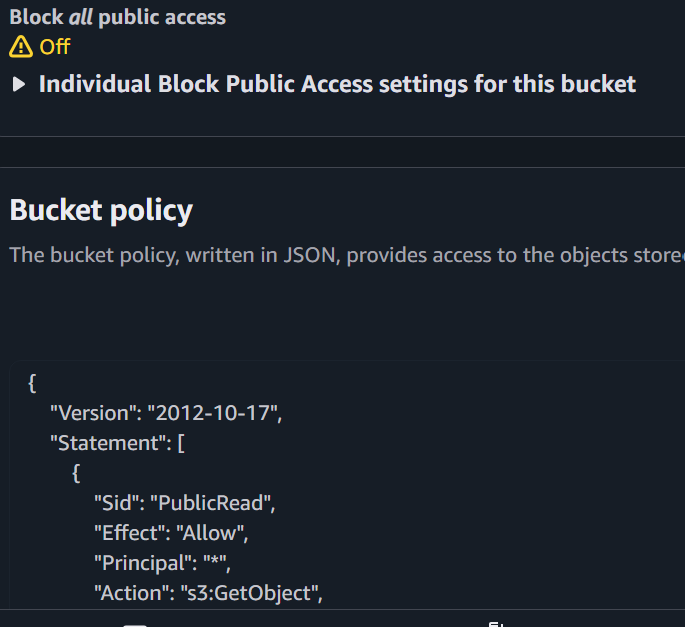 Block all public access
Off
Individual Block Public Access settings for this bucket
Bucket policy
The bucket policy, written in JSON, provides access to the objects store
{
"Version": "2012-10-17",
"Statement": [
{
"Sid": "PublicRead",
"Effect": "Allow",
"Principal": "*",
"Action": "s3:GetObject",